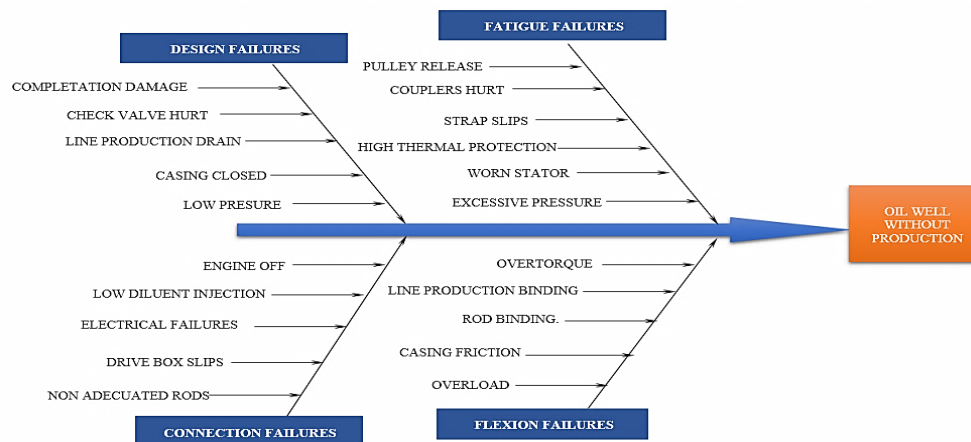 DESIGN FAILURES
COMPLETATION DAMAGE
CHECK VALVE HURT
LINE PRODUCTION DRAIN
CASING CLOSED
LOW PRESURE
FATIGUE FAILURES
PULLEY RELEASE
COUPLERS HURT
STRAP SLIPS
HIGH THERMAL PROTECTION
WORN STATOR
EXCESSIVE PRESSURE
OIL WELL
WITHOUT
PRODUCTION
ENGINE OFF
LOW DILUENT INJECTION
ELECTRICAL FAILURES
DRIVE BOX SLIPS
NON ADECUATED RODS
CONNECTION FAILURES
OVERTORQUE
LINE PRODUCTION BINDING
ROD BINDING.
CASING FRICTION
OVERLOAD
FLEXION FAILURES